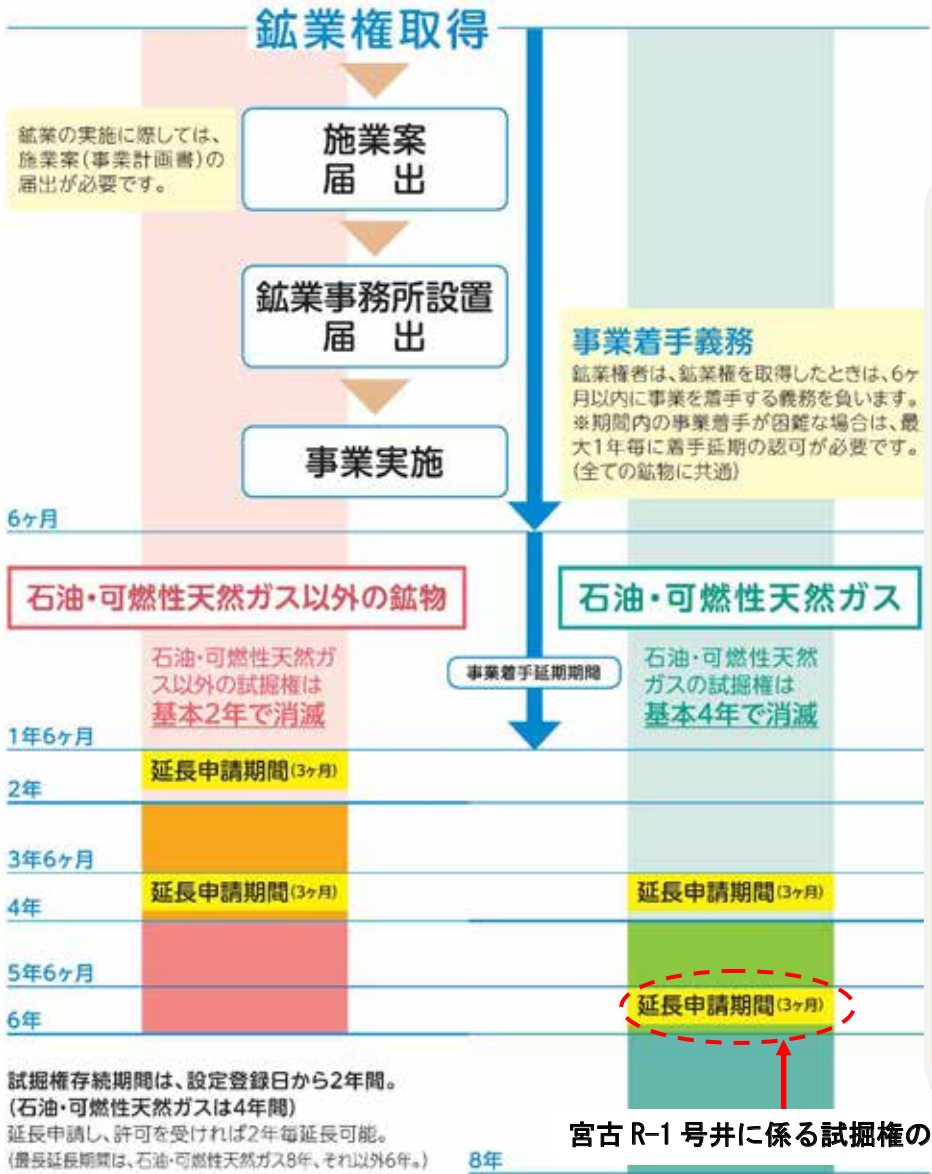 鉱業権取得
鉱業の実施に際しては、
施業案(事業計画書)の
届出が必要です。
施業案
届 出
鉱業事務所設置
届 出
事業実施
事業着手義務
鉱業権者は、鉱業権を取得したときは、6ヶ
月以内に事業を着手する義務を負います。
※期間内の事業着手が困難な場合は、最
大1年毎に着手延期の認可が必要です。
(全ての鉱物に共通)
6ヶ月
石油・可燃性天然ガス以外の鉱物
石油・可燃性天然ガス
石油・可燃性天然ガ
ス以外の試掘権は
基本2年で消滅
事業着手延期期間
石油・可燃性天然
ガスの試掘権は
基本4年で消滅
1年6ヶ月
延長申請期間(3ヶ月)
2年
3年6ヶ月
延長申請期間(3ヶ月)
延長申請期間(3ヶ月)
4年
5年6ヶ月
延長申請期間(3ヶ月)
6年
試掘権存続期間は、設定登録日から2年間。
(石油・可燃性天然ガスは4年間)
延長申請し、許可を受ければ2年毎延長可能。
(最長延長期間は、石油・可燃性天然ガス8年、それ以外6年。)
宮古 R-1 号井に係る試掘権の
8年